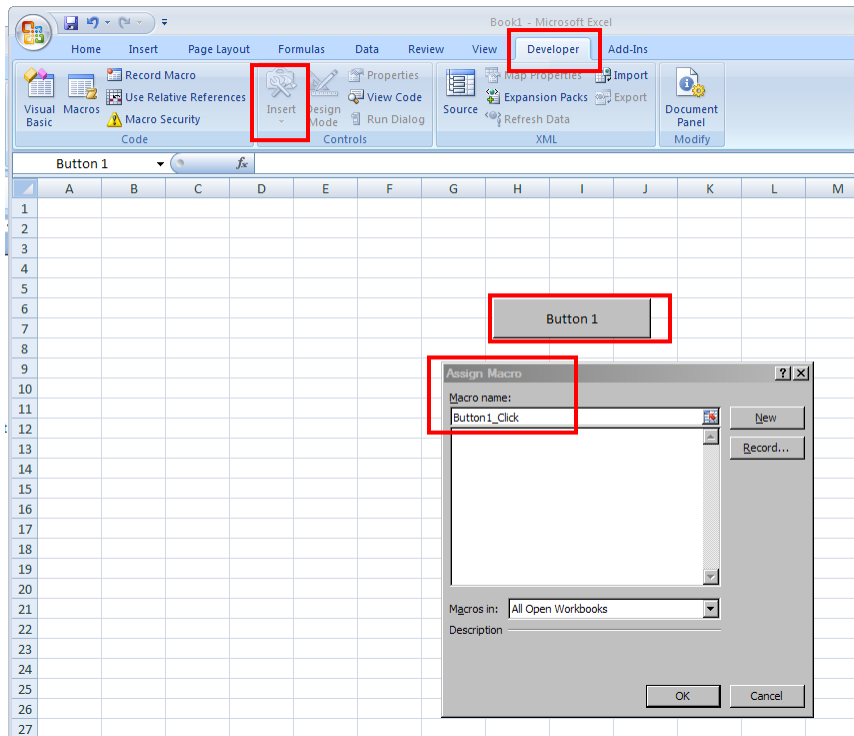 Book1 - Microsoft Excel
Home Insert Page Layout Formulas Data Review View Developer Add-Ins
Visual Basic
Macros
Record Macro
Use Relative References
Macro Security
Code
Insert
Design Mode
Properties
View Code
Run Dialog
Controls
Source
Map Properties
Expansion Packs
Refresh Data
Import
Export
XML
Document Panel
Modify
Button 1
fx
A B C D E F G H I J K L M
1
2
3
4
5
6
7
8
9
10
11
12
13
14
15
16
17
18
19
20
21
22
23
24
25
26
27
Button 1
Assign Macro
Macro name:
Button1_Click
New
Record...
Macros in: All Open Workbooks
Description
OK Cancel